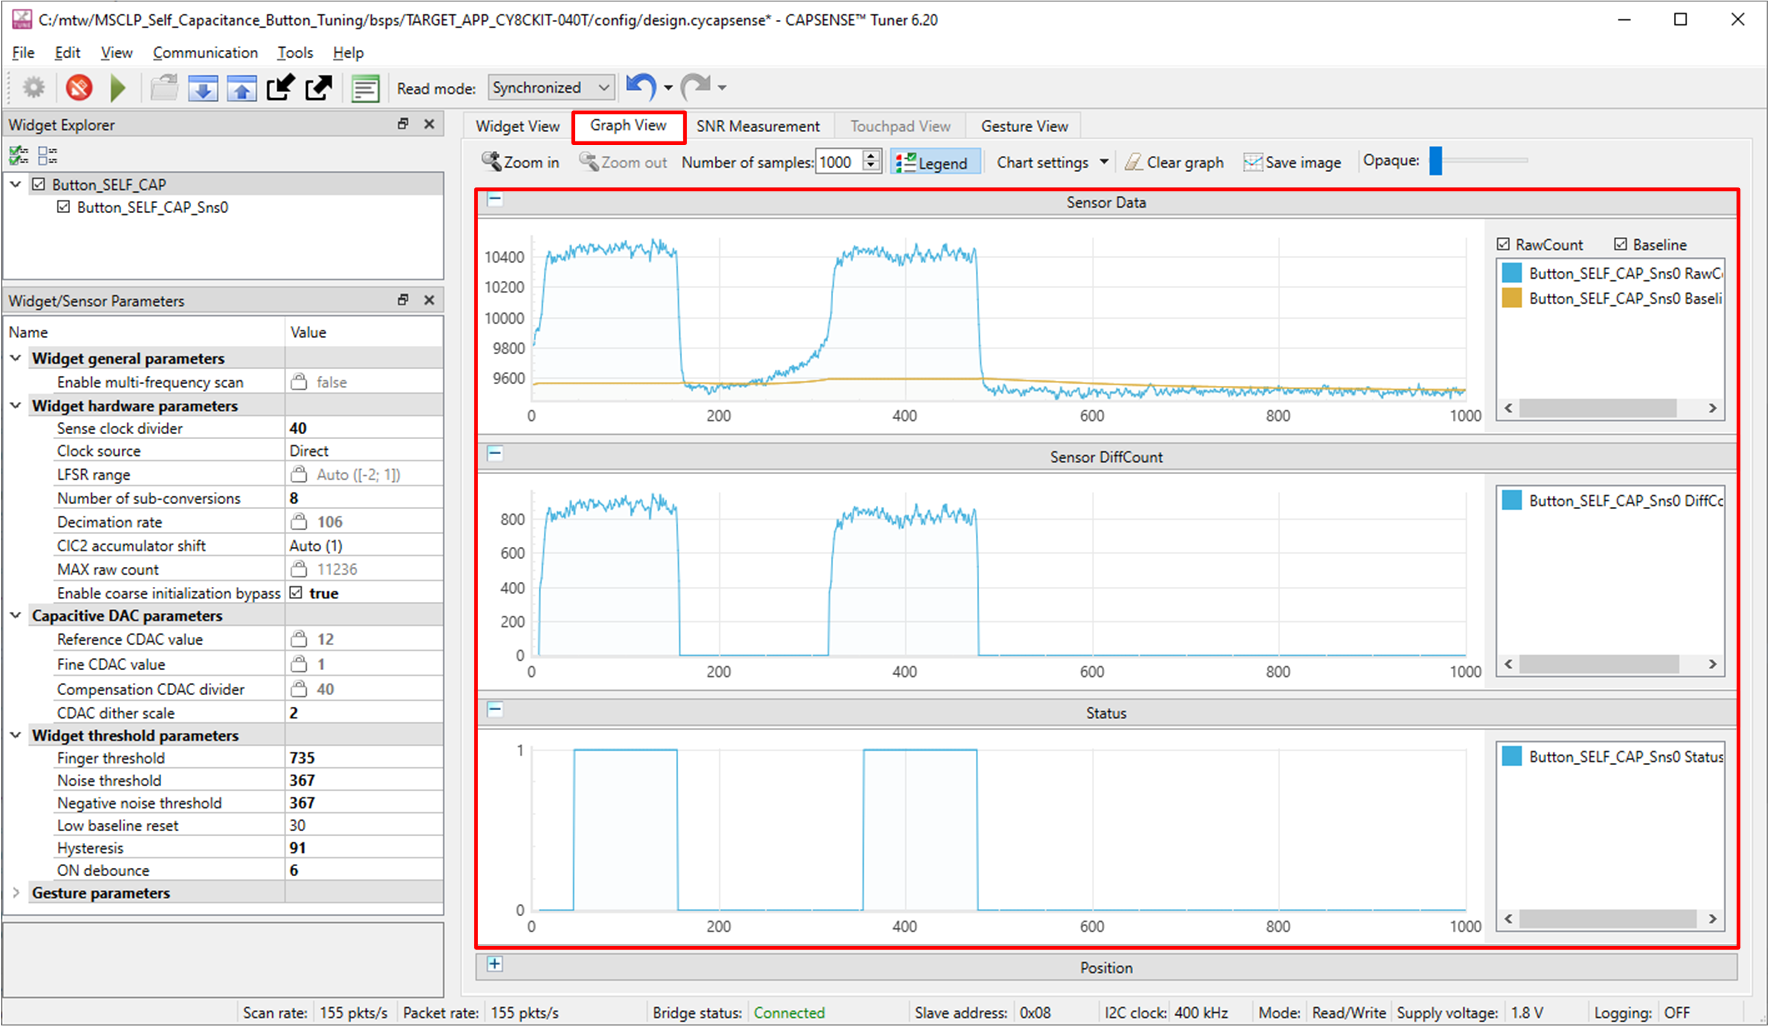 C:/mtw/MSCLP_Self_Capacitance_Button_Tuning/bsps/TARGET_APP_CY8CKIT-040T/config/design.cycapsense* - CAPSENSE™ Tuner 6.20
File Edit View Communication Tools Help
Read mode: Synchronized
Widget Explorer
Button_SELF_CAP
Button_SELF_CAP_Sns0
Widget/Sensor Parameters
Name Value
Widget general parameters
Enable multi-frequency scan false
Widget hardware parameters
Sense clock divider 40
Clock source Direct
LFSR range Auto ([-2; 1])
Number of sub-conversions 8
Decimation rate 106
CIC2 accumulator shift Auto (1)
MAX raw count 11236
Enable coarse initialization bypass true
Capacitive DAC parameters
Reference CDAC value 12
Fine CDAC value 1
Compensation CDAC divider 40
CDAC dither scale 2
Widget threshold parameters
Finger threshold 735
Noise threshold 367
Negative noise threshold 367
Low baseline reset 30
Hysteresis 91
ON debounce 6
Gesture parameters
Widget View Graph View SNR Measurement Touchpad View Gesture View
Zoom in Zoom out Number of samples: 1000 Legend Chart settings Clear graph Save image Opaque:
Sensor Data
10400
10200
10000
9800
9600
0 200 400 600 800 1000
RawCount Baseline
Button_SELF_CAP_Sns0 RawC
Button_SELF_CAP_Sns0 Baseli
Sensor DiffCount
800
600
400
200
0
0 200 400 600 800 1000
Button_SELF_CAP_Sns0 DiffCo
Status
1
0
0 200 400 600 800 1000
Button_SELF_CAP_Sns0 Status
Position
Scan rate: 155 pkts/s Packet rate: 155 pkts/s Bridge status: Connected Slave address: 0x08 I2C clock: 400 kHz Mode: Read/Write Supply voltage: 1.8 V Logging: OFF